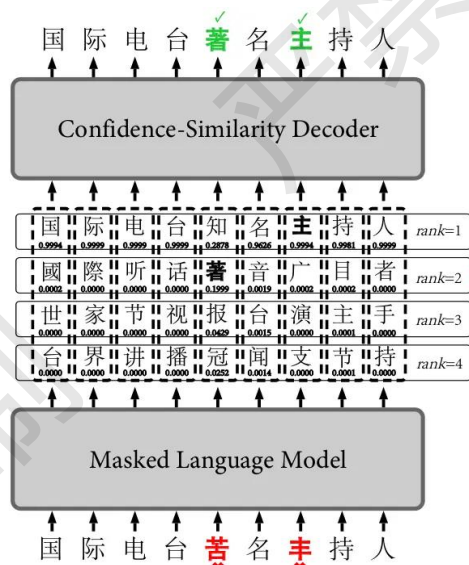 国 际 电 台 著 名 主 持 人
Confidence-Similarity Decoder
国 际 电 台 知 名 主 持 人 rank=1
0.9994 0.9999 0.9999 0.9999 0.2878 0.9626 0.9994 0.9981 0.9999
國 際 听 话 著 音 广 目 者 rank=2
0.0002 0.0000 0.0000 0.0000 0.1999 0.0019 0.0002 0.0002 0.0000
世 家 节 视 报 台 演 主 手 rank=3
0.0000 0.0000 0.0000 0.0000 0.0429 0.0015 0.0000 0.0001 0.0000
台 界 讲 播 冠 闻 支 节 持 rank=4
0.0000 0.0000 0.0000 0.0000 0.0252 0.0014 0.0000 0.0001 0.0000
Masked Language Model
国 际 电 台 苦 名 丰 持 人
严禁
制